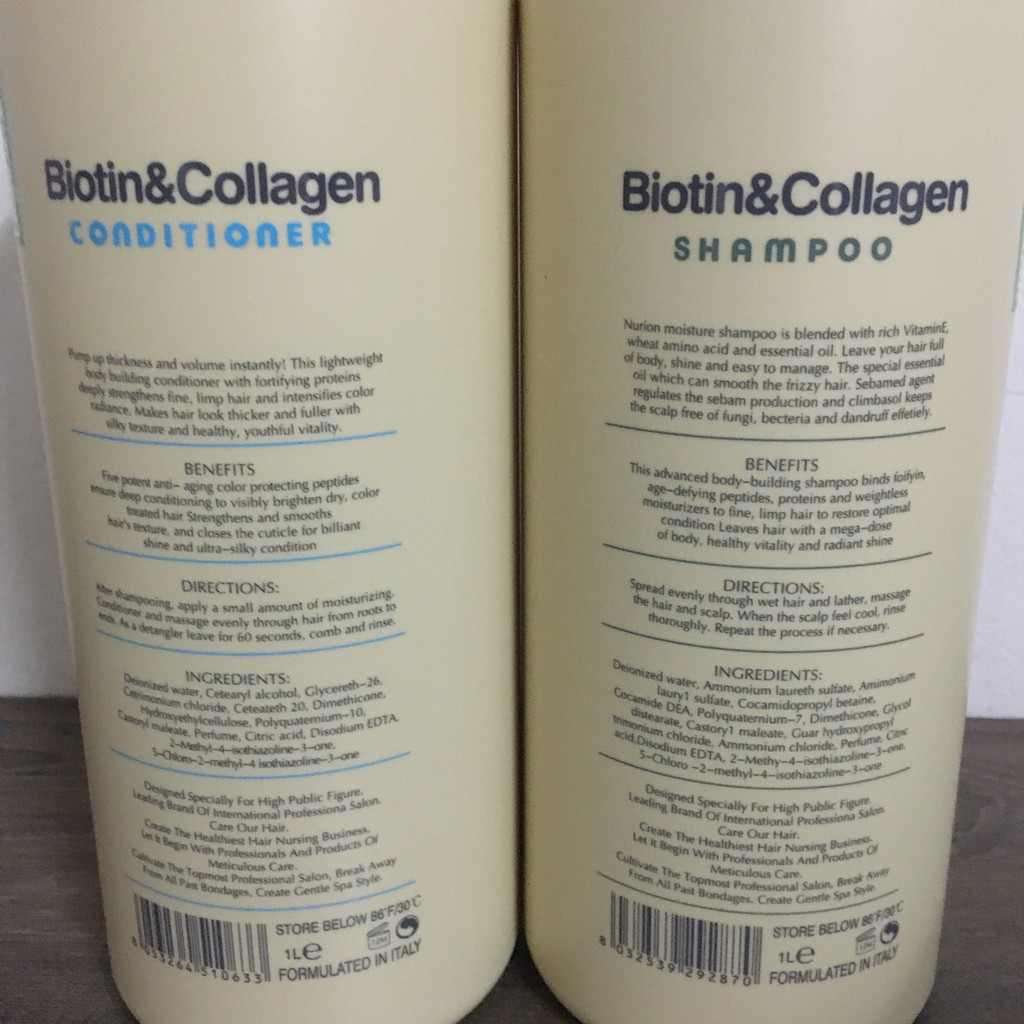 Biotin&Collagen
CONDITIONER
Pump up thickness and volume instantly! This lightweight
body building conditioner with fortifying proteins
deeply strengthens fine, limp hair and intensifies color
radiance. Makes hair look thicker and fuller with
silky texture and healthy, youthful vitality.
BENEFITS
Five potent anti- aging color protecting peptides
ensure deep conditioning to visibly brighten dry, color
treated hair Strengthens and smooths
hair's texture, and closes the cuticle for billiant
shine and ultra-silky condition
DIRECTIONS:
After shampooing, apply a small amount of moisturizing.
Conditioner and massage evenly through hair from roots to
ends. As a detangler leave for 60 seconds, comb and rinse.
INGREDIENTS:
Deionized water, Cetearyl alcohol, Glycereth-26,
Cetrimonium chloride, Ceteateth 20, Dimethicone,
Hydroxyethylcellulose, Polyquaternium-10,
Castoryl maleate, Perfume, Citric acid, Disodium EDTA,
2-Methyl-4-isothiazoline-3-one,
5-Chloro-2-methyl-4 isothiazoline-3-one
Designed Specially For High Public Figure.
Leading Brand Of International Professiona Salon.
Care Our Hair.
Create The Healthiest Hair Nursing Business.
Let It Begin With Professionals And Products Of
Meticulous Care.
Cultivate The Topmost Professional Salon, Break Away
From All Past Bondages, Create Gentle Spa Style.
STORE BELOW 86°F/30°C
1L℮ 12M
FORMULATED IN ITALY
8 033264 510633
Biotin&Collagen
SHAMPOO
Nurion moisture shampoo is blended with rich VitaminE,
wheat amino acid and essential oil. Leave your hair full
of body, shine and easy to manage. The special essential
oil which can smooth the frizzy hair. Sebamed agent
regulates the sebam production and climbasol keeps
the scalp free of fungi, becteria and dandruff effetiely.
BENEFITS
This advanced body-building shampoo binds foifyin,
age-defying peptides, proteins and weightless
moisturizers to fine, limp hair to restore optimal
condition Leaves hair with a mega-dose
of body, healthy vitality and radiant shine
DIRECTIONS:
Spread evenly through wet hair and lather, massage
the hair and scalp. When the scalp feel cool, rinse
thoroughly. Repeat the process if necessary.
INGREDIENTS:
Deionized water, Ammonium laureth sulfate, Amimonium
laury1 sulfate, Cocamidopropyl betaine,
Cocamide DEA, Polyquaternium-7, Dimethicone, Glycol
distearate, Castory1 maleate, Guar hydroxypropyl
trimonium chloride, Ammonium chloride, Perfume, Citric
acid,Disodium EDTA, 2-Methy-4-isothiazoline-3-one,
5-Chloro -2-methyl-4-isothiazoline-3-one
Designed Specially For High Public Figure.
Leading Brand Of International Professiona Salon.
Care Our Hair.
Create The Healthiest Hair Nursing Business.
Let It Begin With Professionals And Products Of
Meticulous Care.
Cultivate The Topmost Professional Salon, Break Away
From All Past Bondages, Create Gentle Spa Style.
STORE BELOW 86°F/30°C
1L℮ 12M
FORMULATED IN ITALY
8 032539 292870